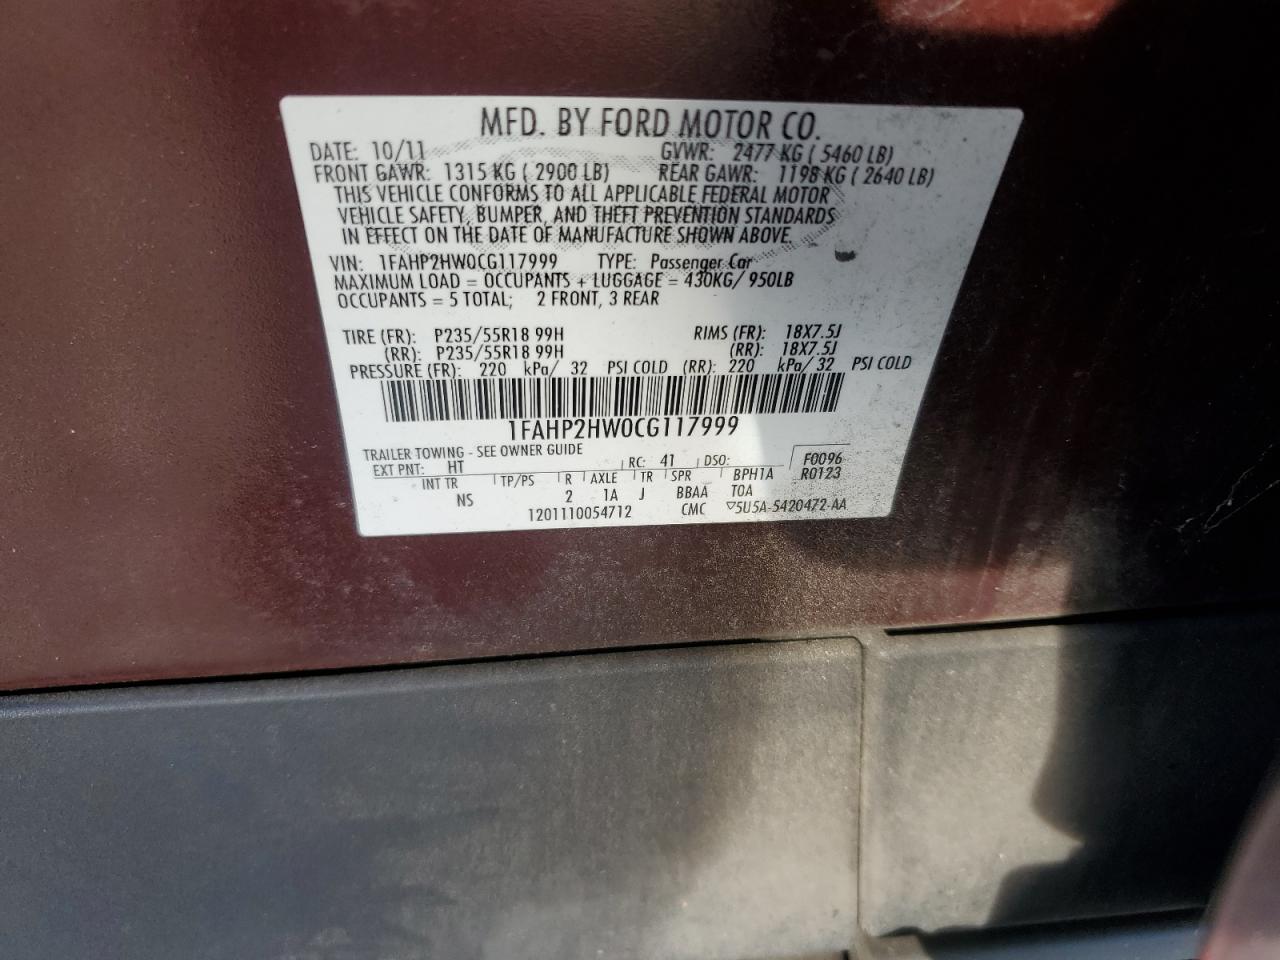 MFD. BY FORD MOTOR CO.
DATE: 10/11 GVWR: 2477 KG ( 5460 LB)
FRONT GAWR: 1315 KG ( 2900 LB) REAR GAWR: 1198 KG ( 2640 LB)
THIS VEHICLE CONFORMS TO ALL APPLICABLE FEDERAL MOTOR
VEHICLE SAFETY, BUMPER, AND THEFT PREVENTION STANDARDS
IN EFFECT ON THE DATE OF MANUFACTURE SHOWN ABOVE.
VIN: 1FAHP2HW0CG117999 TYPE: Passenger Car
MAXIMUM LOAD = OCCUPANTS + LUGGAGE = 430KG/ 950LB
OCCUPANTS = 5 TOTAL; 2 FRONT, 3 REAR
TIRE (FR): P235/55R18 99H RIMS (FR): 18X7.5J
(RR): P235/55R18 99H (RR): 18X7.5J
PRESSURE (FR): 220 kPa/ 32 PSI COLD (RR): 220 kPa/ 32 PSI COLD
1FAHP2HW0CG117999
TRAILER TOWING - SEE OWNER GUIDE
EXT PNT: HT RC: 41 DSO: F0096
INT TR TP/PS R AXLE TR SPR BPH1A R0123
NS 2 1A J BBAA TOA
1201110054712 CMC ▽5U5A-5420472-AA